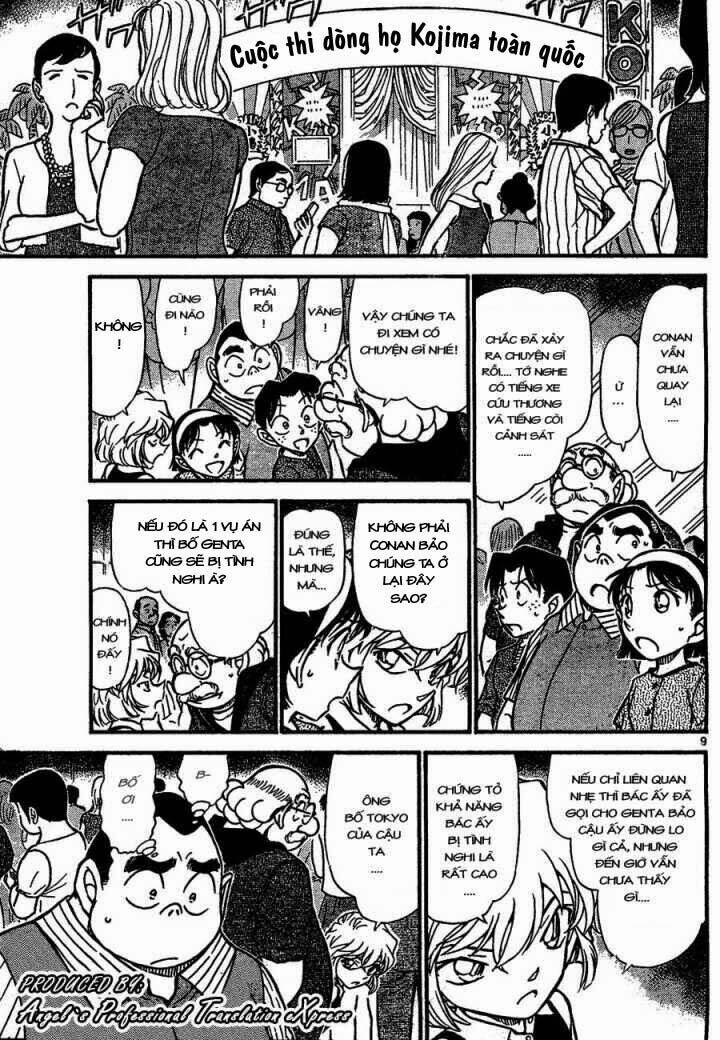 Cuộc thi dòng họ Kojima toàn quốc
KO
CONAN
VẪN
CHƯA
QUAY
LẠI
....
Ừ
...
CHẮC ĐÃ XẢY
RA CHUYỆN GÌ
RỒI.... TỚ NGHE
CÓ TIẾNG XE
CỨU THƯƠNG
VÀ TIẾNG CÒI
CẢNH SÁT
.....
VẬY CHÚNG TA
ĐI XEM CÓ
CHUYỆN GÌ NHÉ!
VÂNG
!
PHẢI
RỒI
!
CÙNG
ĐI NÀO
!
KHÔNG
!
KHÔNG PHẢI
CONAN BẢO
CHÚNG TA Ở
LẠI ĐÂY
SAO?
ĐÚNG
LÀ THẾ,
NHƯNG
MÀ...
NẾU ĐÓ LÀ 1 VỤ ÁN
THÌ BỐ GENTA
CŨNG SẼ BỊ TÌNH
NGHI À?
CHÍNH
NÓ
ĐẤY!
9
NẾU CHỈ LIÊN QUAN
NHẸ THÌ BÁC ẤY ĐÃ
GỌI CHO GENTA BẢO
CẬU ẤY ĐỪNG LO
GÌ CẢ, NHƯNG
ĐẾN GIỜ VẪN
CHƯA THẤY
GÌ....
CHỨNG TỎ
KHẢ NĂNG
BÁC ẤY
BỊ TÌNH
NGHI LÀ
RẤT CAO
....
ÔNG
BỐ TOKYO
CỦA CẬU
TA
....
B-
BỐ
ƠI
....
PRODUCED BY:
Angel's Professional Translation eXpress